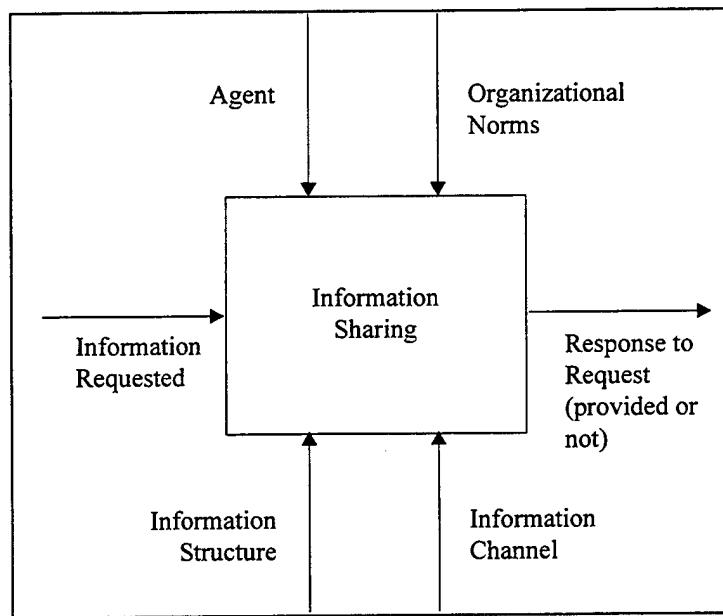 Agent
Organizational
Norms
Information
Sharing
Information
Requested
Response to
Request
(provided or
not)
Information
Structure
Information
Channel